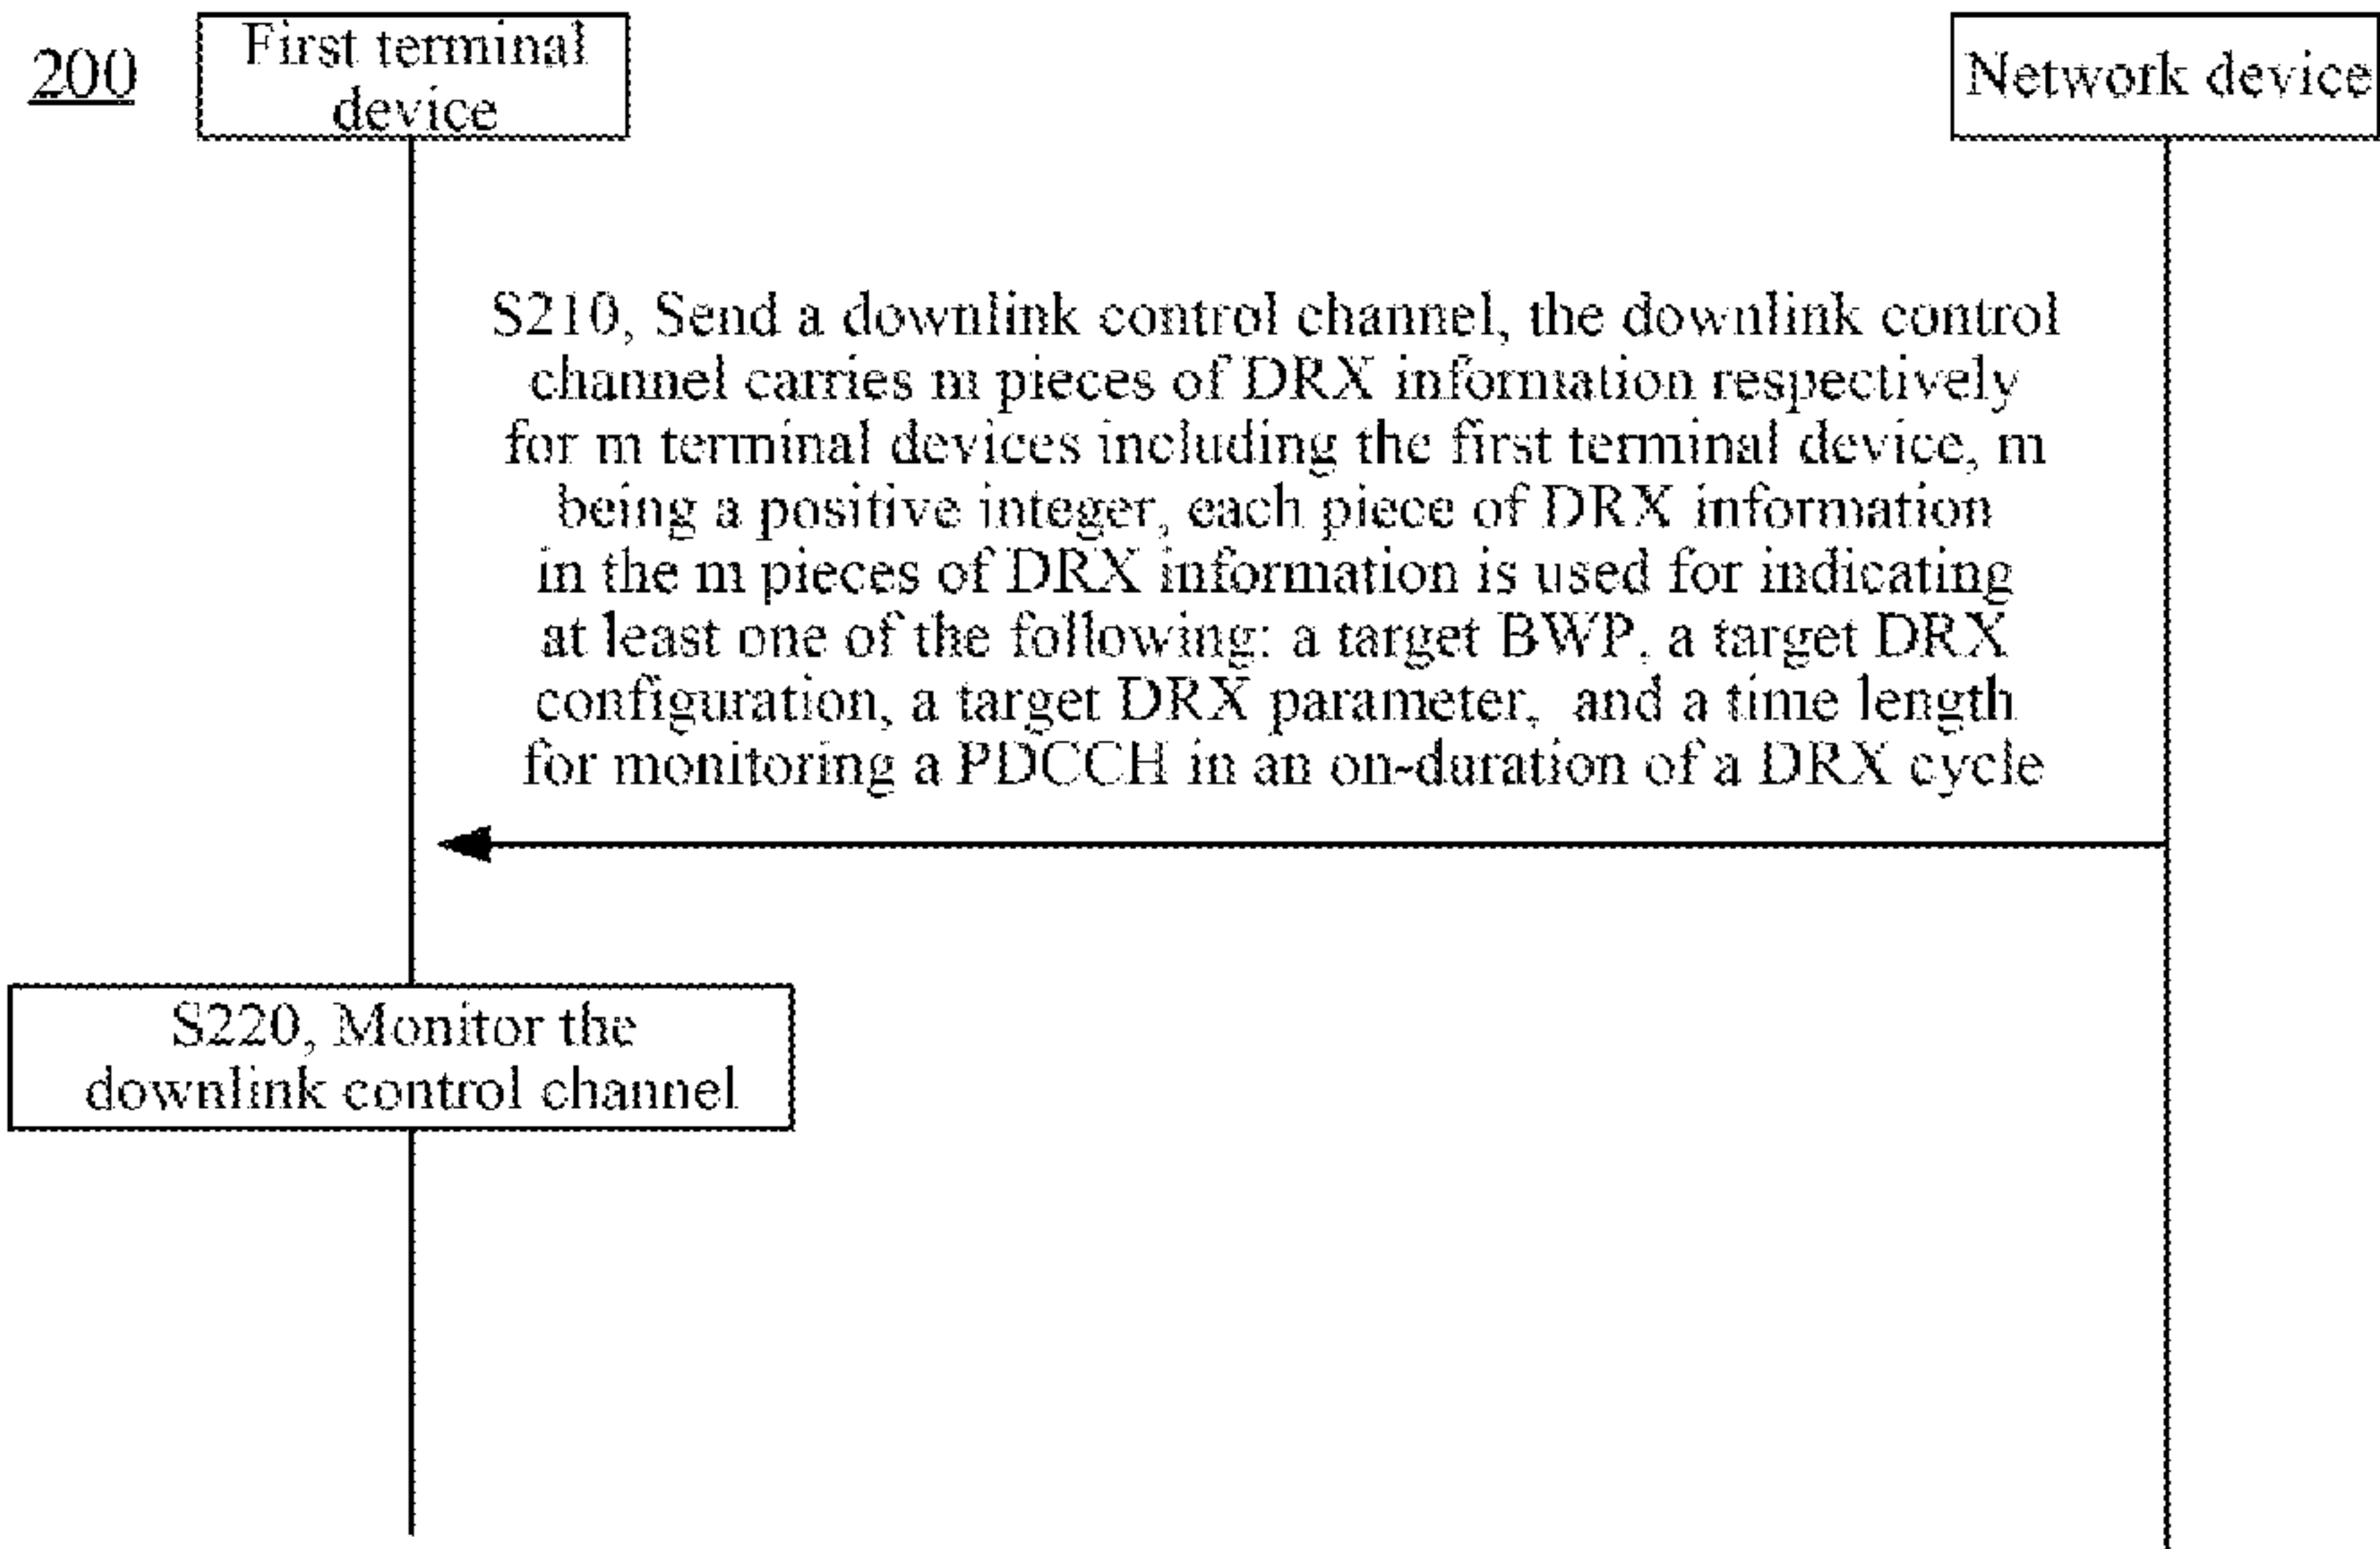 200
First terminal
device
Network device
S210, Send a downlink control channel, the downlink control
channel carries m pieces of DRX information respectively
for m terminal devices including the first terminal device, m
being a positive integer, each piece of DRX information
in the m pieces of DRX information is used for indicating
at least one of the following: a target BWP, a target DRX
configuration, a target DRX parameter, and a time length
for monitoring a PDCCH in an on-duration of a DRX cycle
S220, Monitor the
downlink control channel